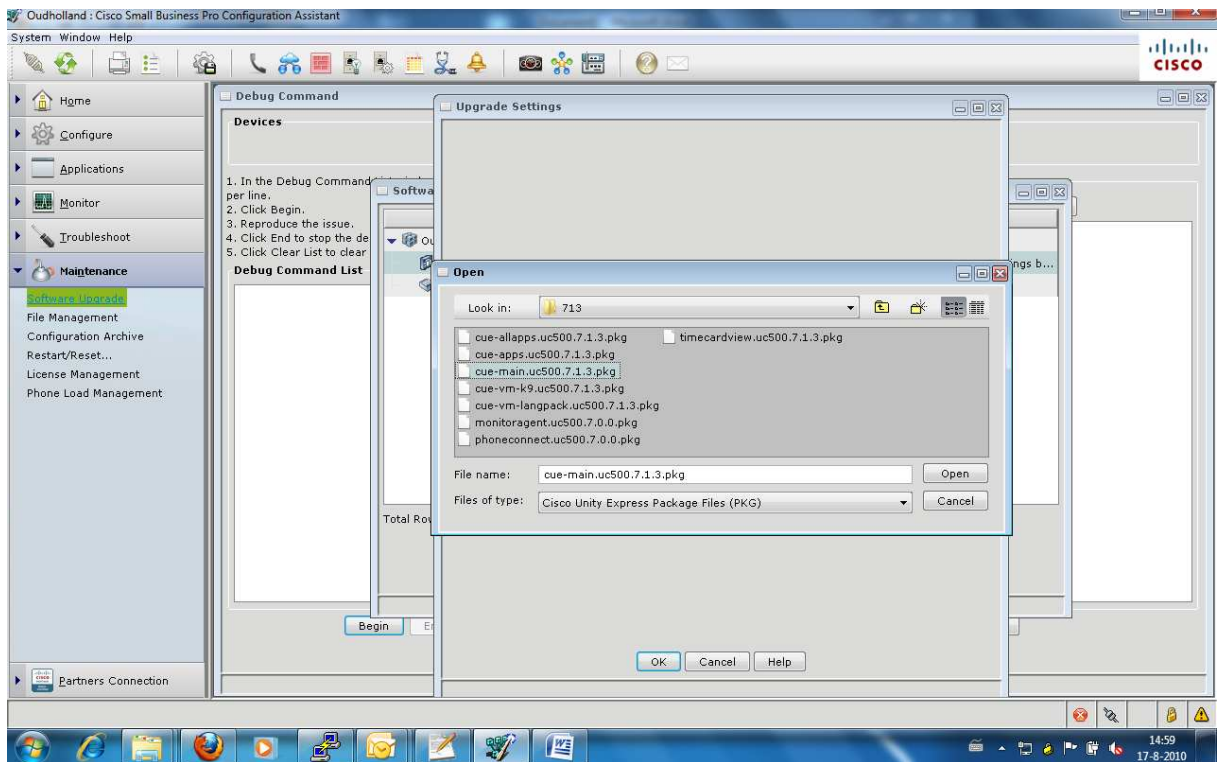 Oudholland : Cisco Small Business Pro Configuration Assistant
System Window Help
CISCO
Home
Configure
Applications
Monitor
Troubleshoot
Maintenance
Software Upgrade
File Management
Configuration Archive
Restart/Reset...
License Management
Phone Load Management
Partners Connection
Debug Command
Devices
1. In the Debug Command
per line.
2. Click Begin.
3. Reproduce the issue.
4. Click End to stop the de
5. Click Clear List to clear
Debug Command List
Begin
Softwa
Ou
ngs b...
Total Ro
Upgrade Settings
Open
Look in: 713
cue-allapps.uc500.7.1.3.pkg timecardview.uc500.7.1.3.pkg
cue-apps.uc500.7.1.3.pkg
cue-main.uc500.7.1.3.pkg
cue-vm-k9.uc500.7.1.3.pkg
cue-vm-langpack.uc500.7.1.3.pkg
monitoragent.uc500.7.0.0.pkg
phoneconnect.uc500.7.0.0.pkg
File name: cue-main.uc500.7.1.3.pkg Open
Files of type: Cisco Unity Express Package Files (PKG) Cancel
OK Cancel Help
14:59
17-8-2010